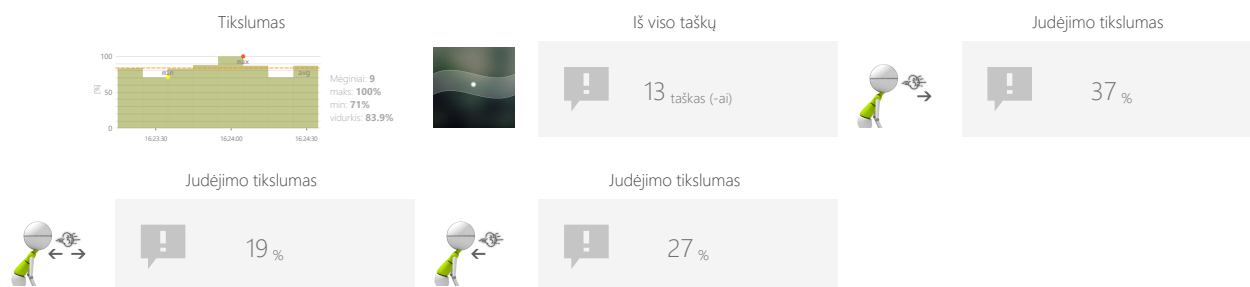 Tikslumas
100
50
0
[%]
min
max
avg
16:23:30
16:24:00
16:24:30
Mėginiai: 9
maks: 100%
min: 71%
vidurkis: 83.9%
Iš viso taškų
13 taškas (-ai)
Judėjimo tikslumas
37 %
Judėjimo tikslumas
19 %
Judėjimo tikslumas
27 %